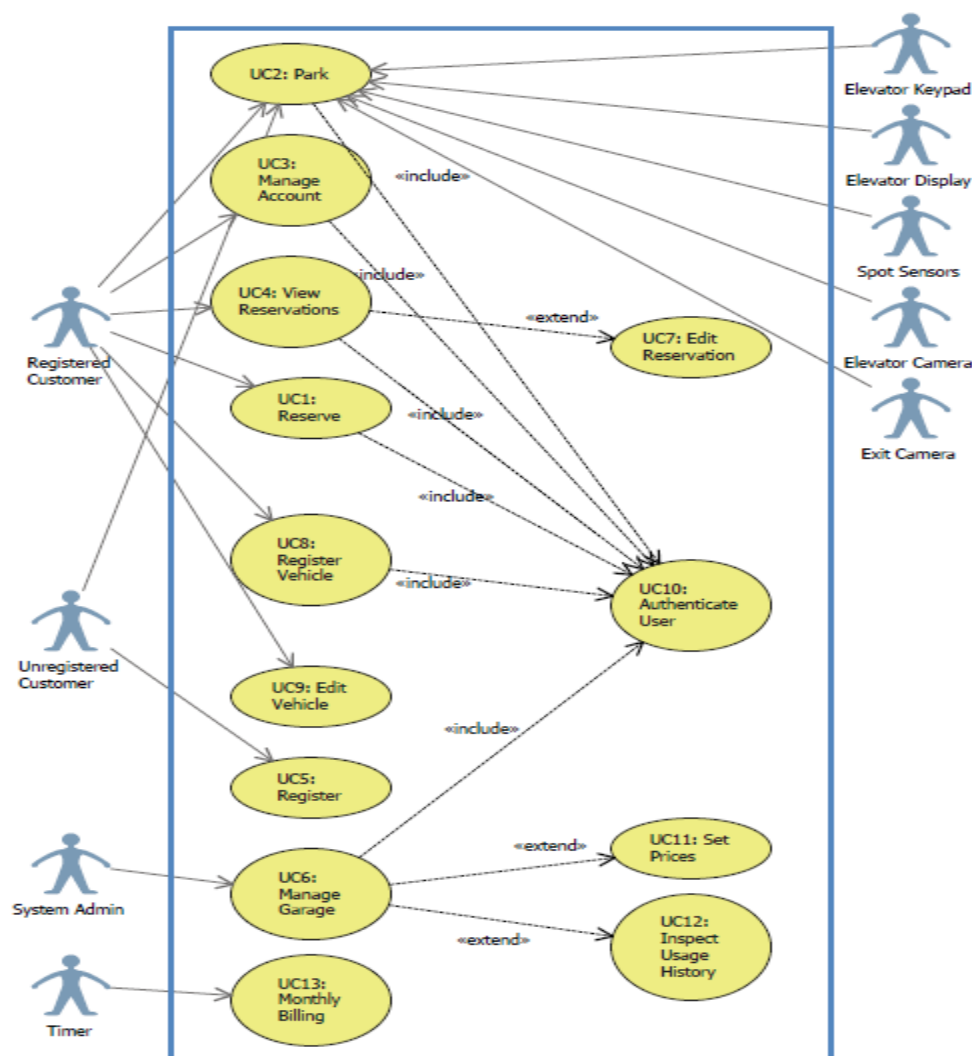 UC2: Park
Elevator Keypad
UC3:
Manage
Account
«include»
Elevator Display
Spot Sensors
«include»
UC4: View
Reservations
«extend»
UC7: Edit
Reservation
Registered
Customer
Elevator Camera
UC1:
Reserve
«include»
Exit Camera
«include»
UC8:
Register
Vehicle
«include»
UC10:
Authenticate
User
Unregistered
Customer
UC9: Edit
Vehicle
«include»
UC5:
Register
UC11: Set
Prices
«extend»
System Admin
UC6:
Manage
Garage
«extend»
UC12:
Inspect
Usage
History
UC13:
Monthly
Billing
Timer